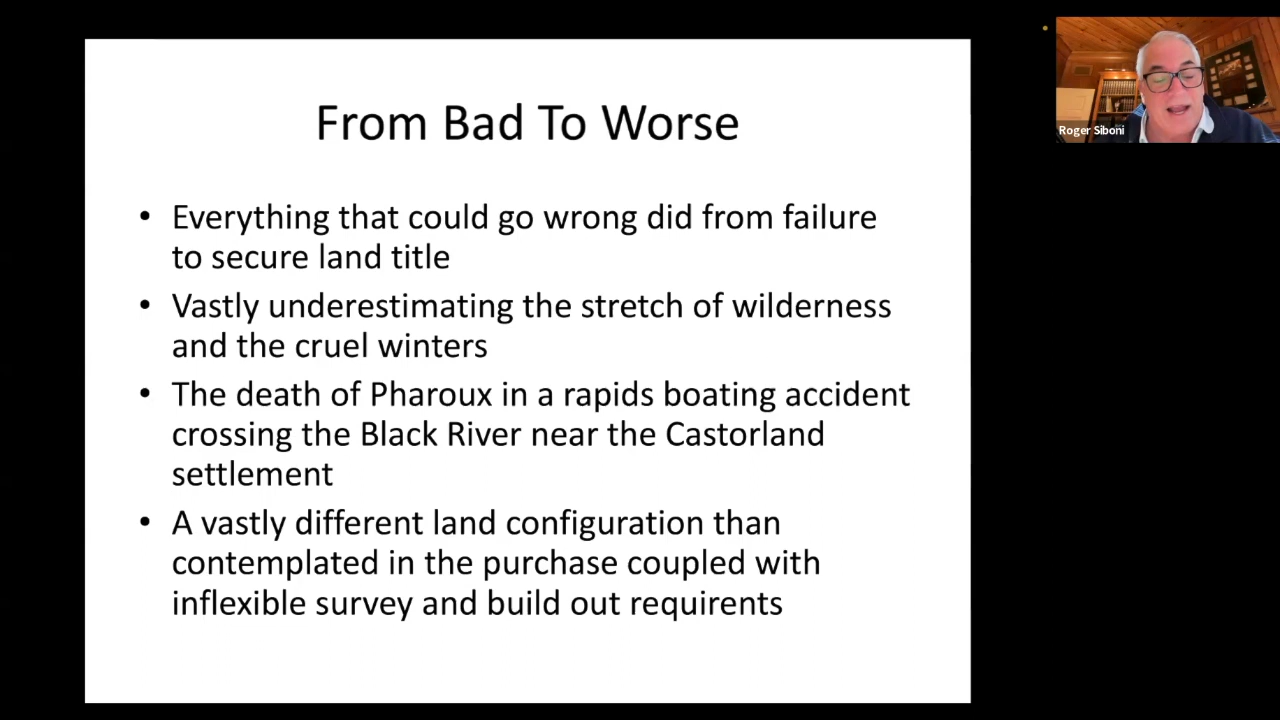 From Bad To Worse
• Everything that could go wrong did from failure
to secure land title
• Vastly underestimating the stretch of wilderness
and the cruel winters
• The death of Pharoux in a rapids boating accident
crossing the Black River near the Castorland
settlement
• A vastly different land configuration than
contemplated in the purchase coupled with
inflexible survey and build out requirents
Roger Siboni